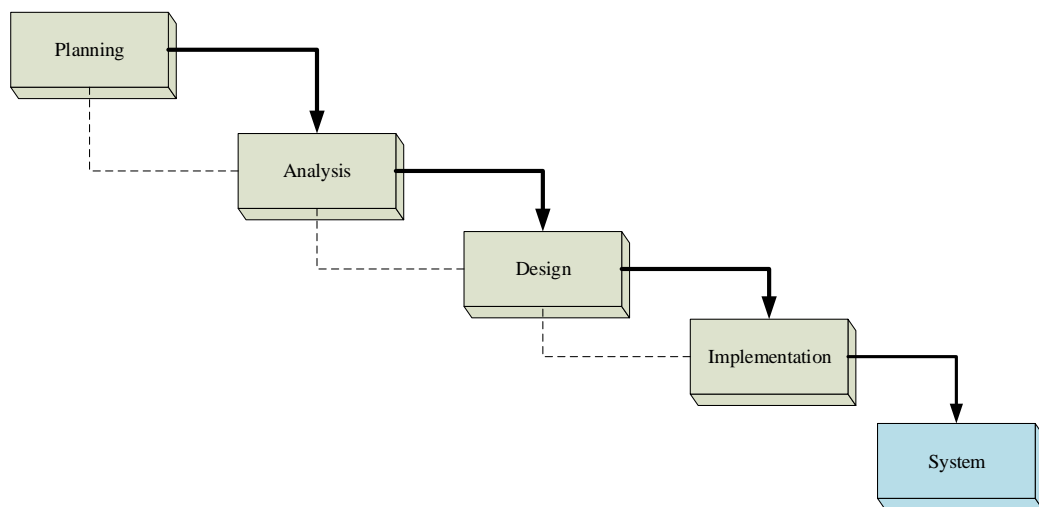 Planning
Analysis
Design
Implementation
System